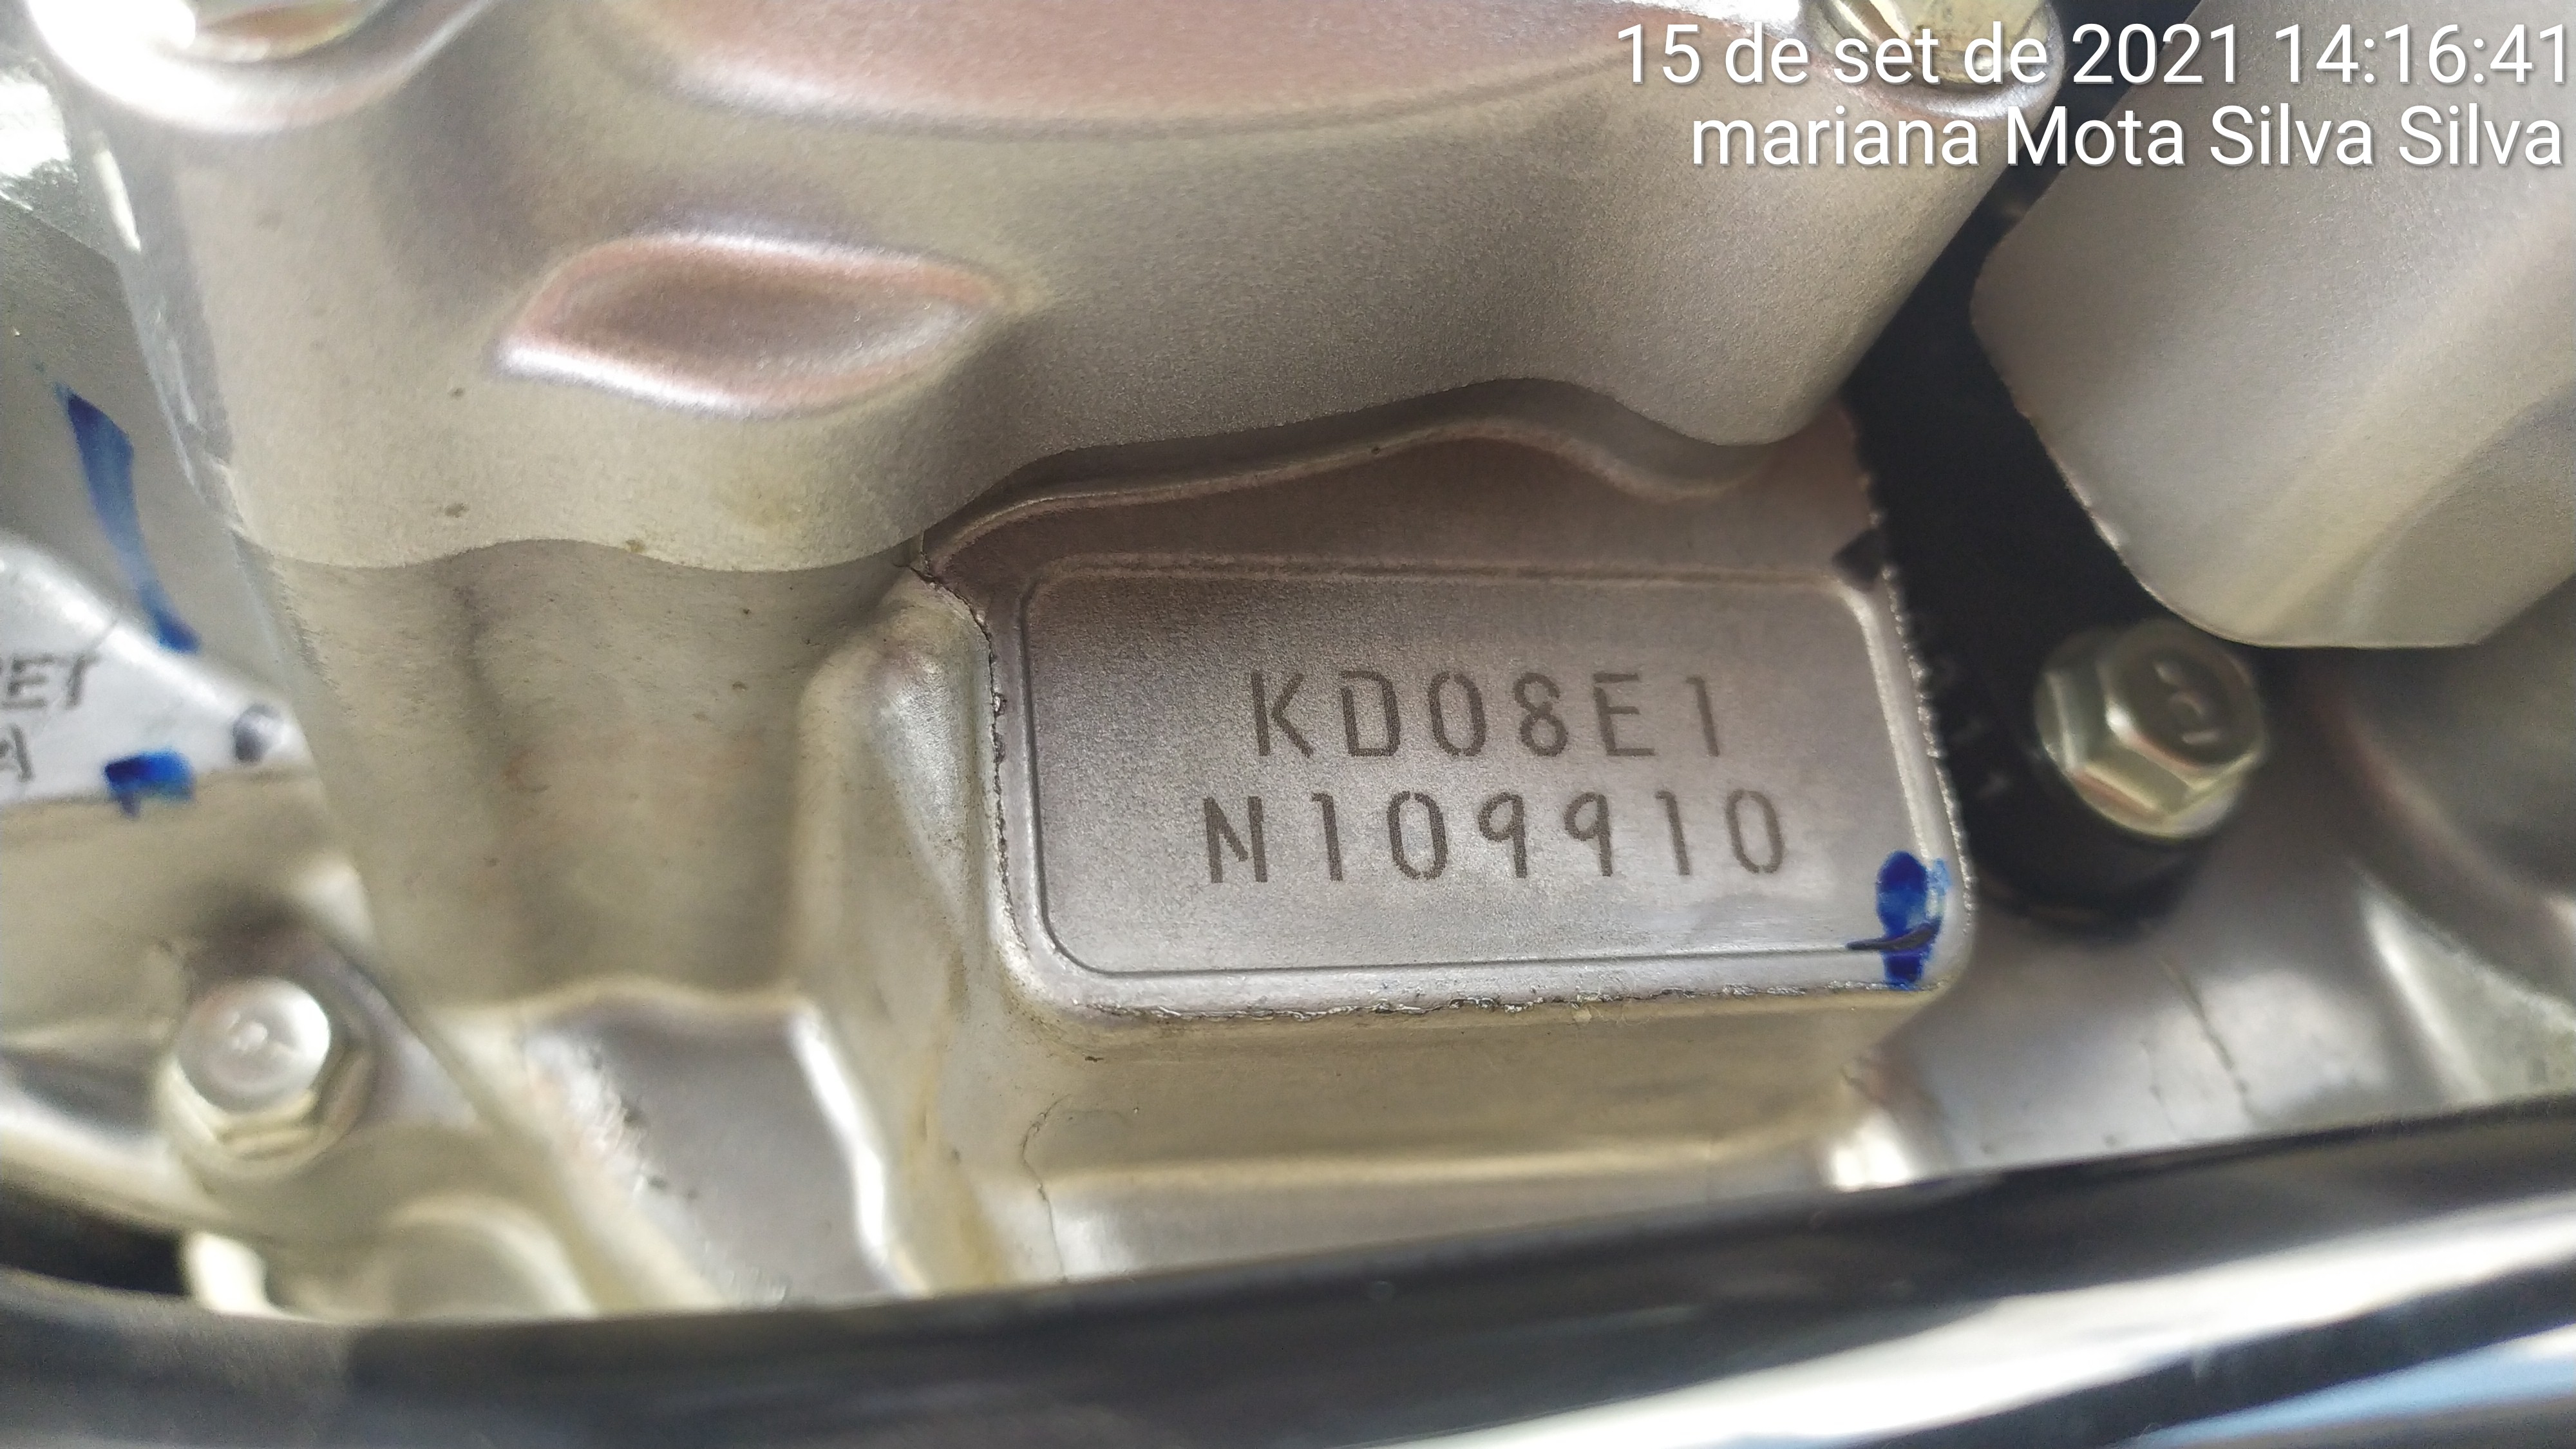 15 de set de 2021 14:16:41
mariana Mota Silva Silva
KD08E1
N109910